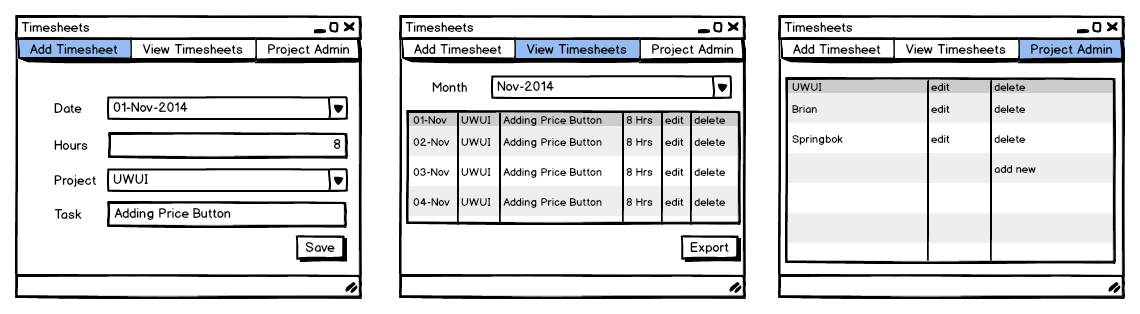 Timesheets
Add Timesheet View Timesheets Project Admin
Date 01-Nov-2014
Hours 8
Project UWUI
Task Adding Price Button
Save
Timesheets
Add Timesheet View Timesheets Project Admin
Month Nov-2014
01-Nov UWUI Adding Price Button 8 Hrs edit delete
02-Nov UWUI Adding Price Button 8 Hrs edit delete
03-Nov UWUI Adding Price Button 8 Hrs edit delete
04-Nov UWUI Adding Price Button 8 Hrs edit delete
Export
Timesheets
Add Timesheet View Timesheets Project Admin
UWUI edit delete
Brian edit delete
Springbok edit delete
add new